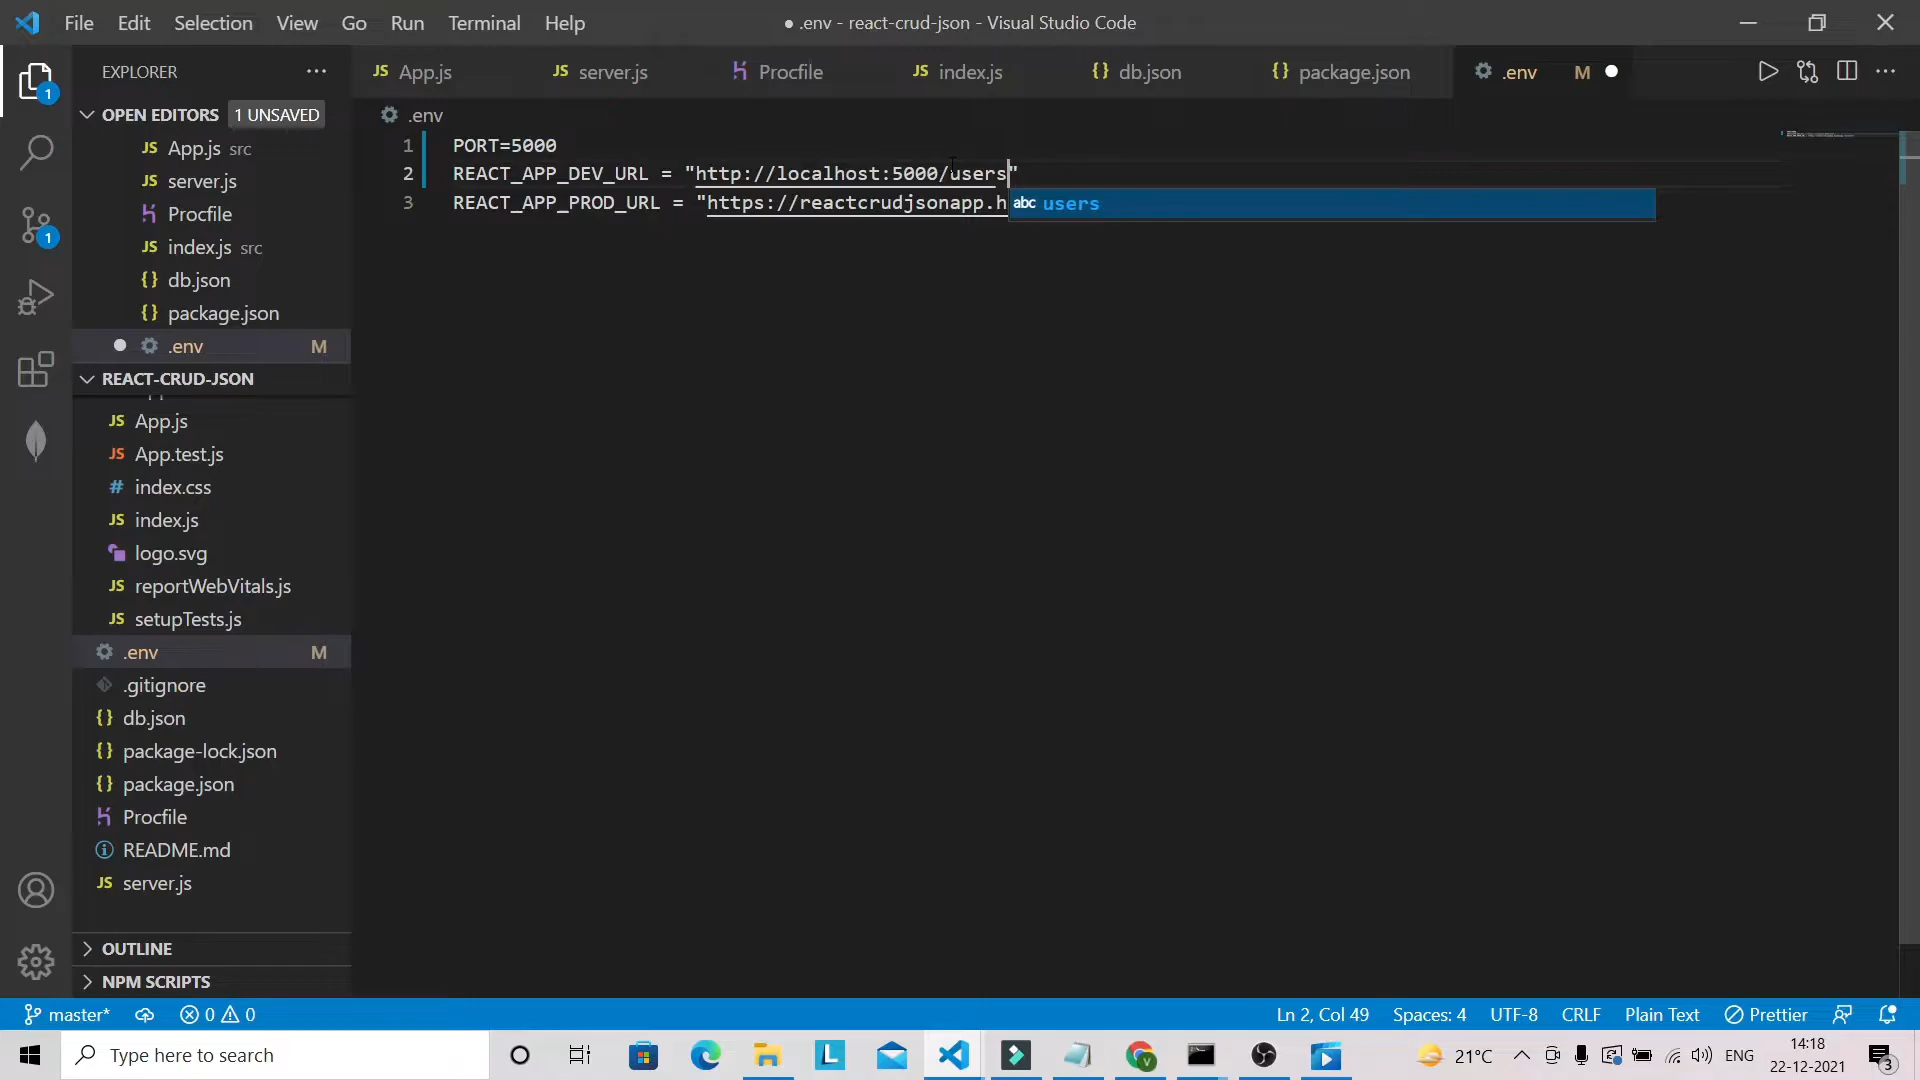 File Edit Selection View Go Run Terminal Help
● .env - react-crud-json - Visual Studio Code
EXPLORER
OPEN EDITORS 1 UNSAVED
JS App.js src
JS server.js
Procfile
JS index.js src
{} db.json
{} package.json
.env M
REACT-CRUD-JSON
JS App.js
JS App.test.js
# index.css
JS index.js
logo.svg
JS reportWebVitals.js
JS setupTests.js
.env M
.gitignore
{} db.json
{} package-lock.json
{} package.json
Procfile
README.md
JS server.js
OUTLINE
NPM SCRIPTS
1
1
JS App.js JS server.js Procfile JS index.js {} db.json {} package.json .env M
.env
1 PORT=5000
2 REACT_APP_DEV_URL = "http://localhost:5000/users"
3 REACT_APP_PROD_URL = "https://reactcrudjsonapp.h
abc users
master* 0 0 Ln 2, Col 49 Spaces: 4 UTF-8 CRLF Plain Text Prettier
Type here to search
L
V
21°C ENG
14:18
22-12-2021
3